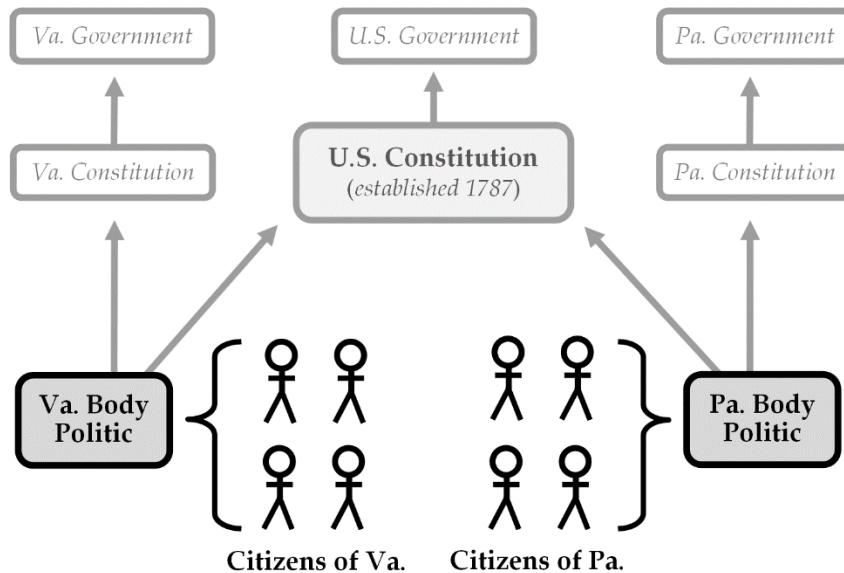 Va. Government
U.S. Government
Pa. Government
Va. Constitution
U.S. Constitution
(established 1787)
Pa. Constitution
Va. Body
Politic
Pa. Body
Politic
Citizens of Va.
Citizens of Pa.